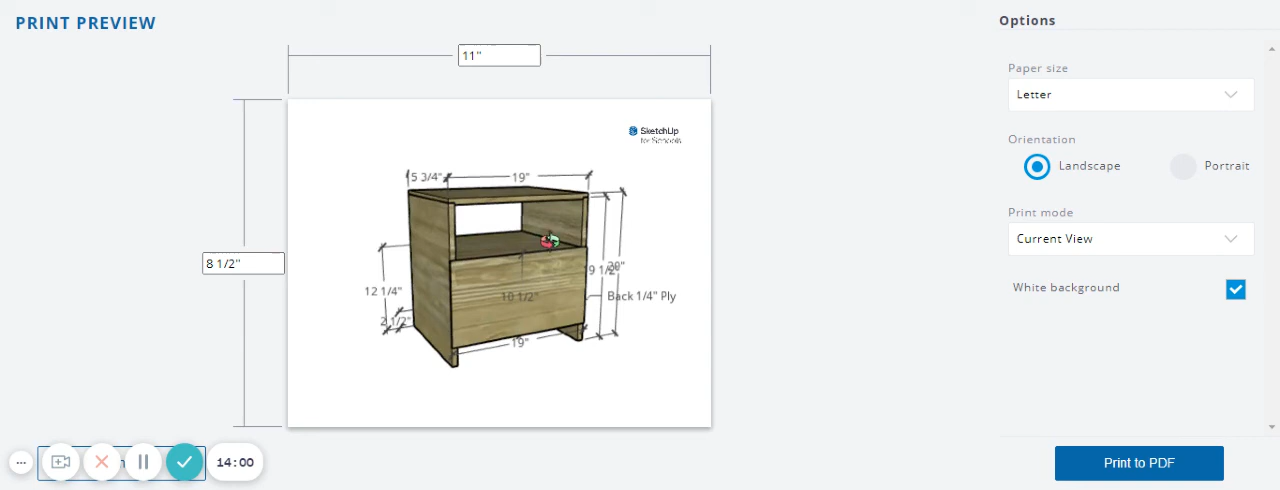 PRINT PREVIEW
Options
11"
Paper size
Letter
Orientation
Landscape
Portrait
Print mode
Current View
White background
8 1/2"
SketchUp
for Schools
5 3/4"
19"
12 1/4"
2 1/2"
10 1/2"
19"
9 1/2"
Back 1/4" Ply
14:00
Print to PDF